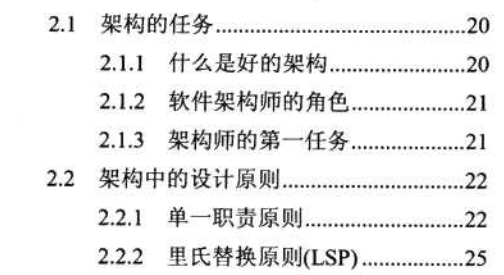 2.1 架构的任务......................................20
2.1.1 什么是好的架构.....................20
2.1.2 软件架构师的角色..................21
2.1.3 架构师的第一任务..................21
2.2 架构中的设计原则............................22
2.2.1 单一职责原则........................22
2.2.2 里氏替换原则(LSP)................25